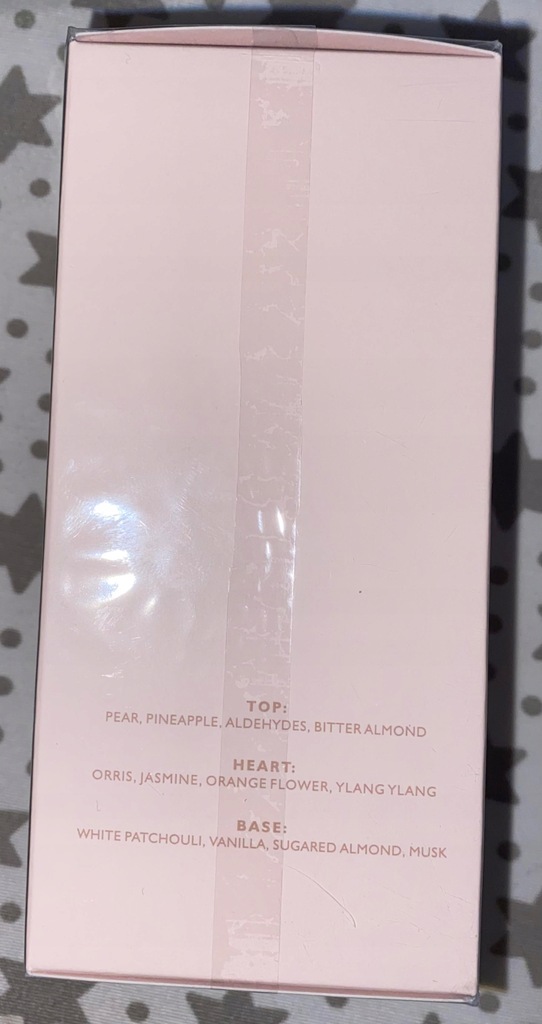 TOP:
PEAR, PINEAPPLE, ALDEHYDES, BITTER ALMOND
HEART:
ORRIS, JASMINE, ORANGE FLOWER, YLANG YLANG
BASE:
WHITE PATCHOULI, VANILLA, SUGARED ALMOND, MUSK